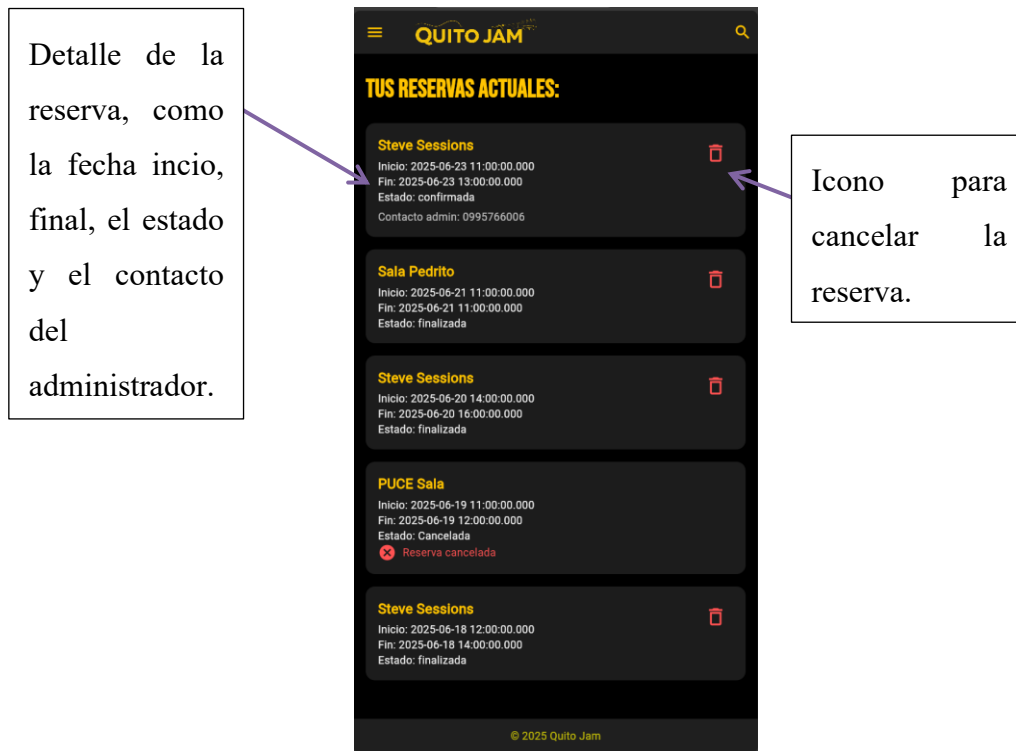 Detalle de la
reserva, como
la fecha incio,
final, el estado
y el contacto
del
administrador.
QUITO JAM
TUS RESERVAS ACTUALES:
Steve Sessions
Inicio: 2025-06-23 11:00:00.000
Fin: 2025-06-23 13:00:00.000
Estado: confirmada
Contacto admin: 0995766006
Sala Pedrito
Inicio: 2025-06-21 11:00:00.000
Fin: 2025-06-21 11:00:00.000
Estado: finalizada
Steve Sessions
Inicio: 2025-06-20 14:00:00.000
Fin: 2025-06-20 16:00:00.000
Estado: finalizada
PUCE Sala
Inicio: 2025-06-19 11:00:00.000
Fin: 2025-06-19 12:00:00.000
Estado: Cancelada
Reserva cancelada
Steve Sessions
Inicio: 2025-06-18 12:00:00.000
Fin: 2025-06-18 14:00:00.000
Estado: finalizada
© 2025 Quito Jam
Icono para
cancelar la
reserva.